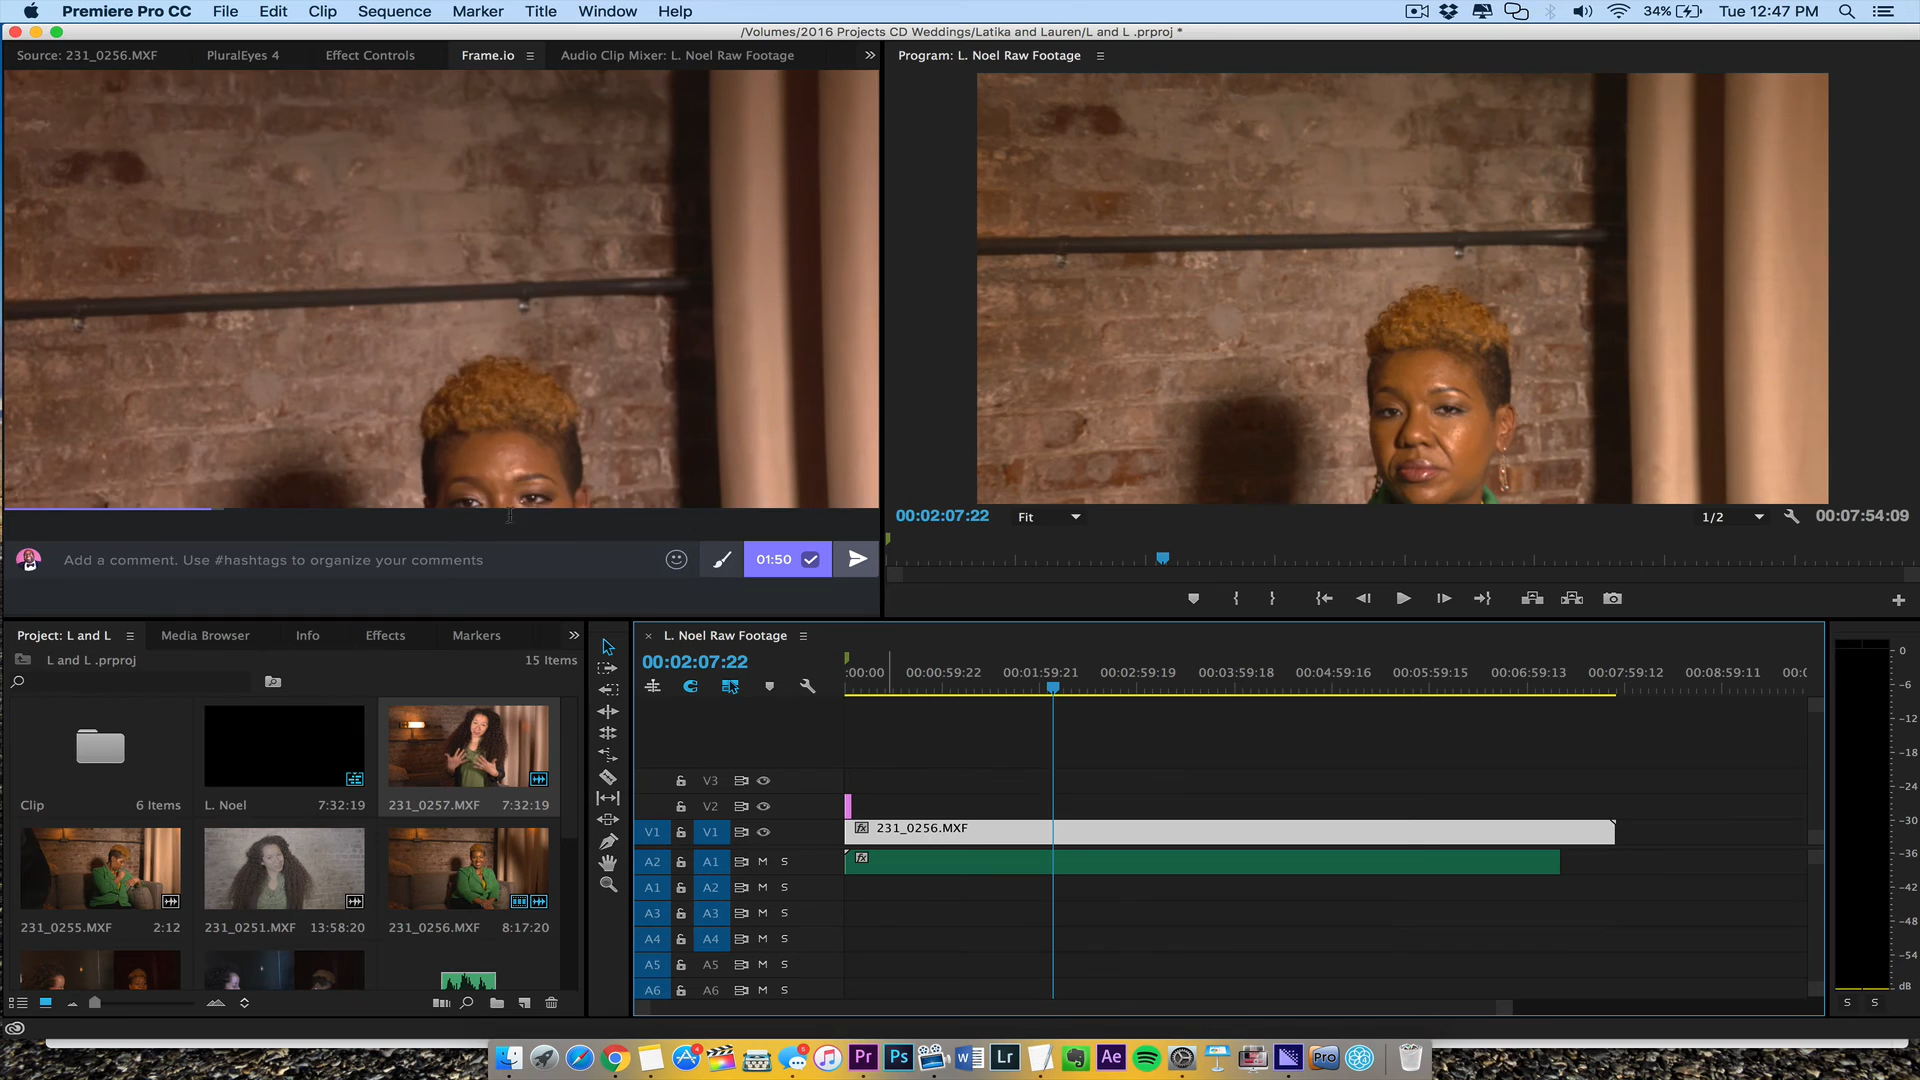 Premiere Pro CC File Edit Clip Sequence Marker Title Window Help 34% Tue 12:47 PM
/Volumes/2016 Projects CD Weddings/Latika and Lauren/L and L .prproj *
Source: 231_0256.MXF PluralEyes 4 Effect Controls Frame.io Audio Clip Mixer: L. Noel Raw Footage
Program: L. Noel Raw Footage
00:02:07:22 Fit 1/2 00:07:54:09
Add a comment. Use #hashtags to organize your comments 01:50
Project: L and L Media Browser Info Effects Markers
L and L .prproj 15 Items
Clip 6 Items
L. Noel 7:32:19
231_0257.MXF 7:32:19
231_0255.MXF 2:12
231_0251.MXF 13:58:20
231_0256.MXF 8:17:20
L. Noel Raw Footage
00:02:07:22
:00:00 00:00:59:22 00:01:59:21 00:02:59:19 00:03:59:18 00:04:59:16 00:05:59:15 00:06:59:13 00:07:59:12 00:08:59:11 00:0
V3
V2
V1 V1 fx 231_0256.MXF
A2 A1 M S fx
A1 A2 M S
A3 A3 M S
A4 A4 M S
A5 A5 M S
A6 A6 M S
0
-6
-12
-18
-24
-30
-36
-42
-48
-54
dB
S S
Pr Ps W Lr Ae Pro